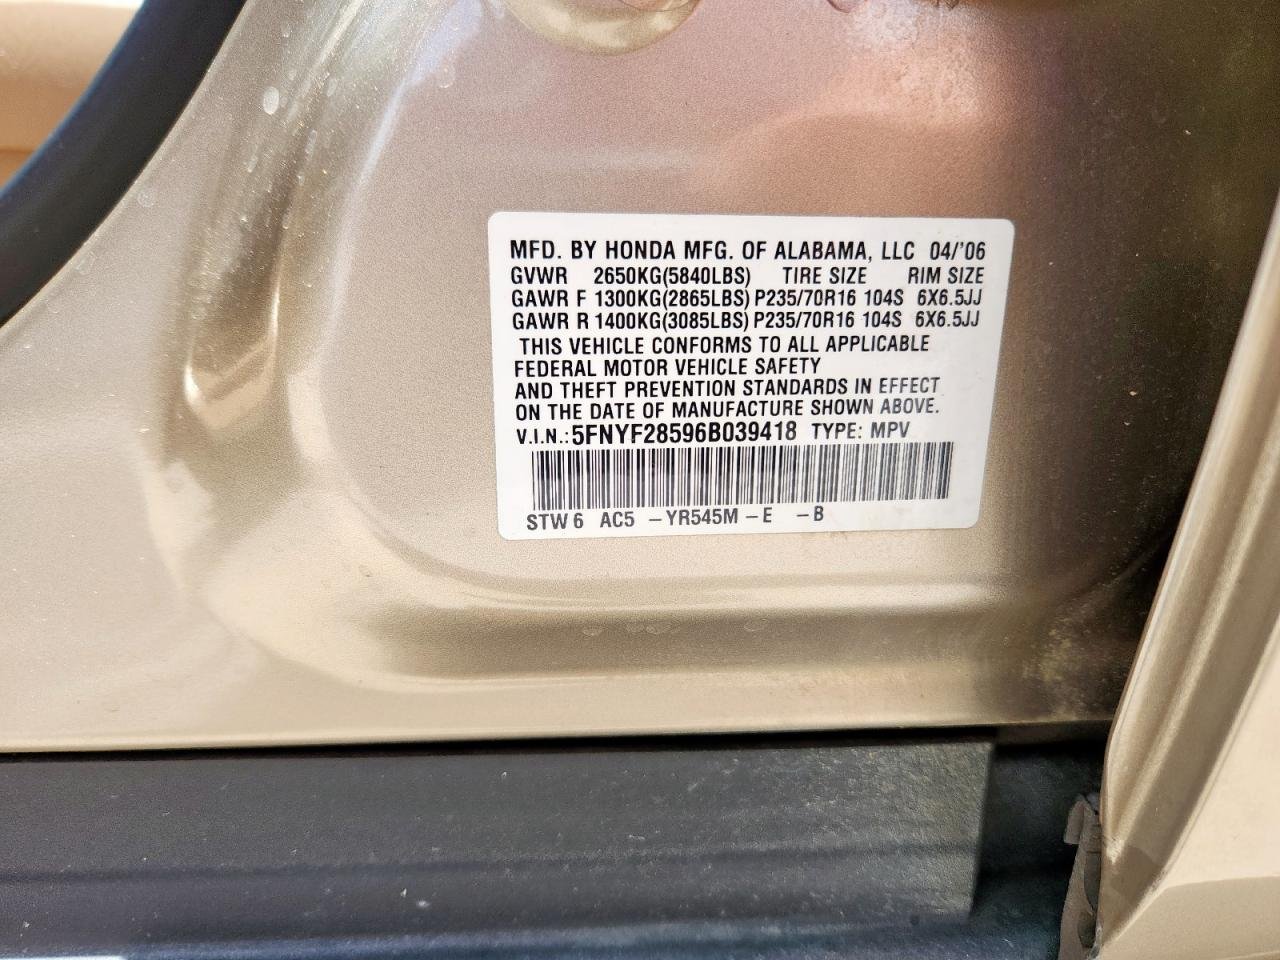 MFD. BY HONDA MFG. OF ALABAMA, LLC 04/'06
GVWR 2650KG(5840LBS) TIRE SIZE RIM SIZE
GAWR F 1300KG(2865LBS) P235/70R16 104S 6X6.5JJ
GAWR R 1400KG(3085LBS) P235/70R16 104S 6X6.5JJ
THIS VEHICLE CONFORMS TO ALL APPLICABLE
FEDERAL MOTOR VEHICLE SAFETY
AND THEFT PREVENTION STANDARDS IN EFFECT
ON THE DATE OF MANUFACTURE SHOWN ABOVE.
V.I.N.: 5FNYF28596B039418 TYPE: MPV
STW 6 AC5 -YR545M -E -B